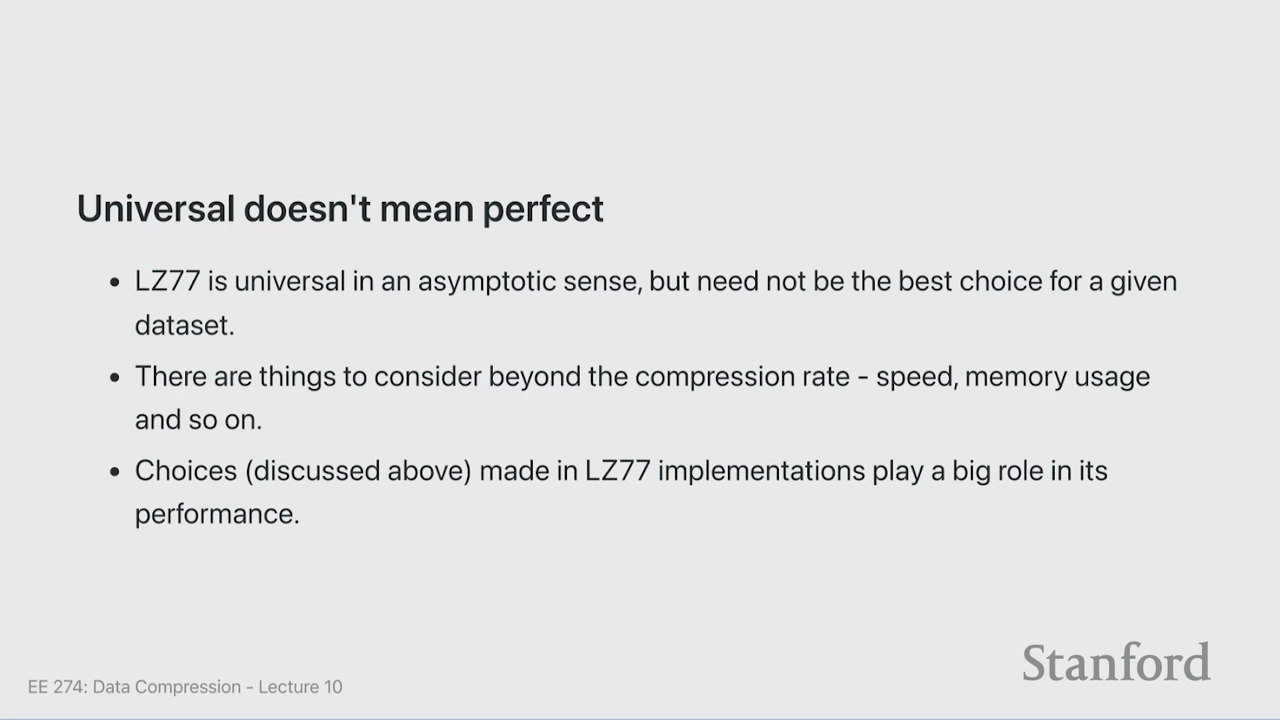 Universal doesn't mean perfect
• LZ77 is universal in an asymptotic sense, but need not be the best choice for a given
dataset.
• There are things to consider beyond the compression rate - speed, memory usage
and so on.
• Choices (discussed above) made in LZ77 implementations play a big role in its
performance.
Stanford
EE 274: Data Compression - Lecture 10